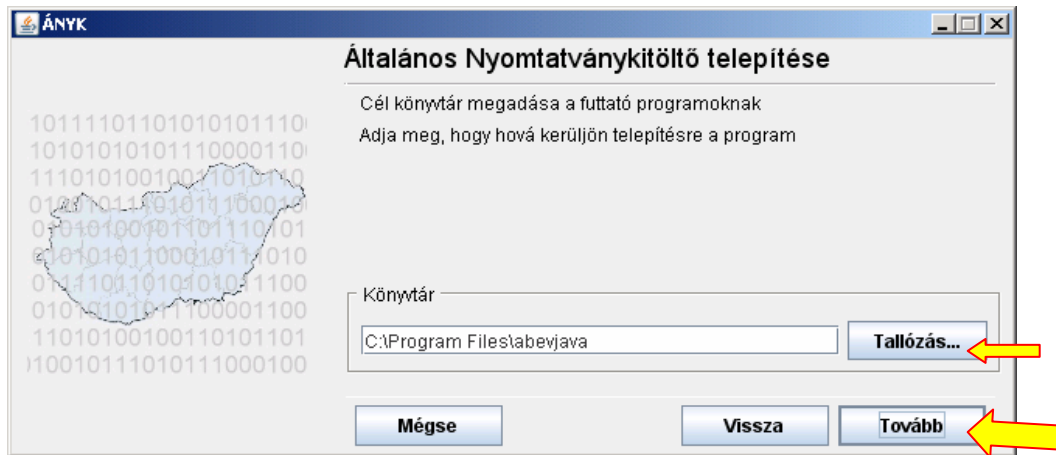 ÁNYK
Általános Nyomtatványkitöltő telepítése
Cél könyvtár megadása a futtató programoknak
Adja meg, hogy hová kerüljön telepítésre a program
Könyvtár
C:\Program Files\abevjava
Tallózás...
Mégse
Vissza
Tovább